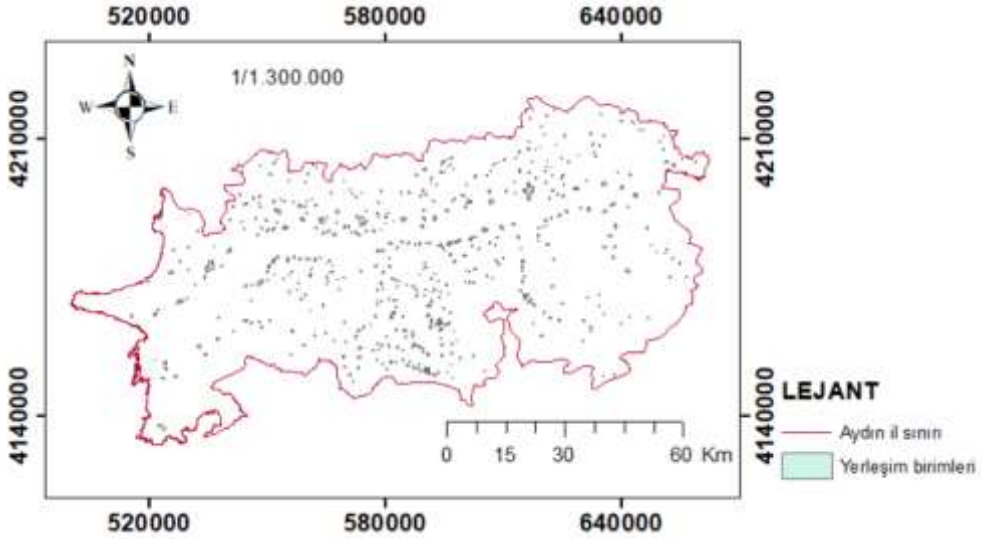 520000 580000 640000
N
W E
S
1/1.300.000
4210000 4210000
4140000 4140000
0 15 30 60 Km
520000 580000 640000
LEJANT
Aydın il sınırı
Yerleşim birimleri